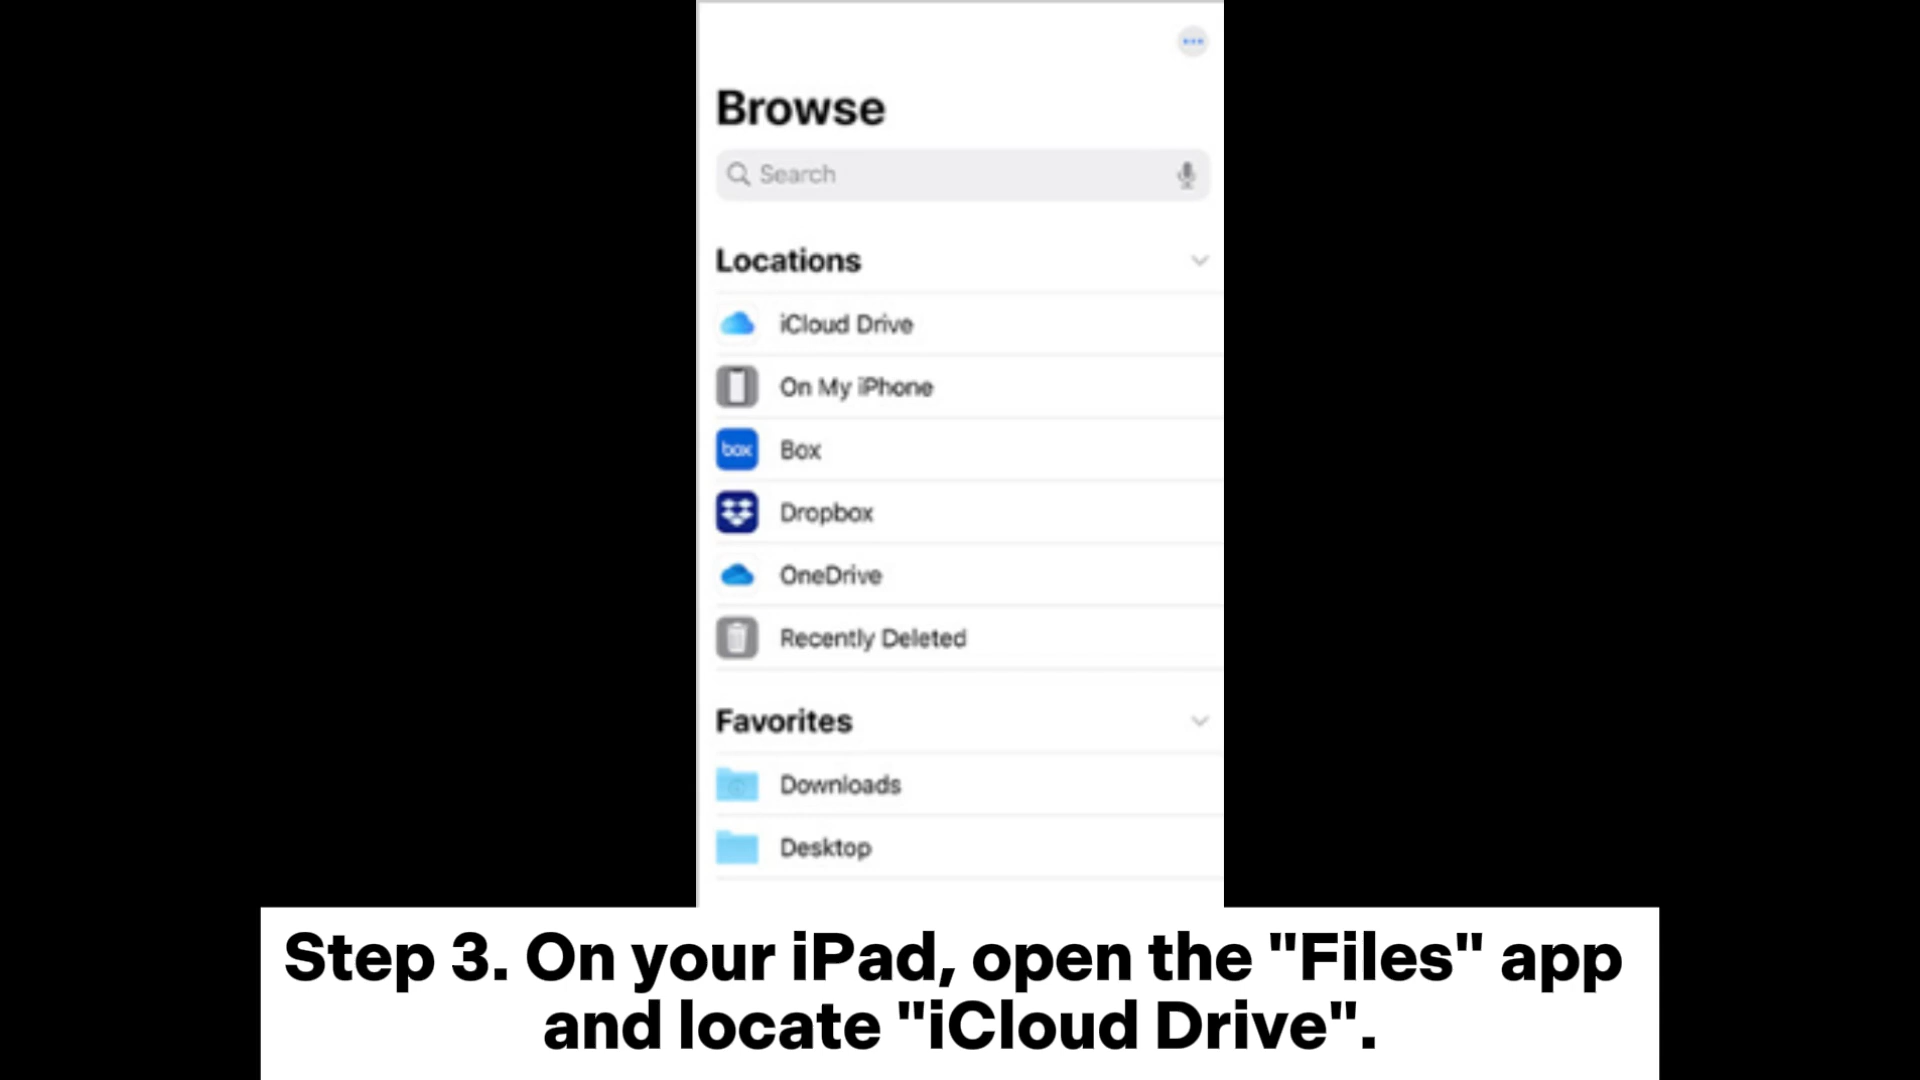 Browse
Search
Locations
iCloud Drive
On My iPhone
box Box
Dropbox
OneDrive
Recently Deleted
Favorites
Downloads
Desktop
Step 3. On your iPad, open the "Files" app
and locate "iCloud Drive".